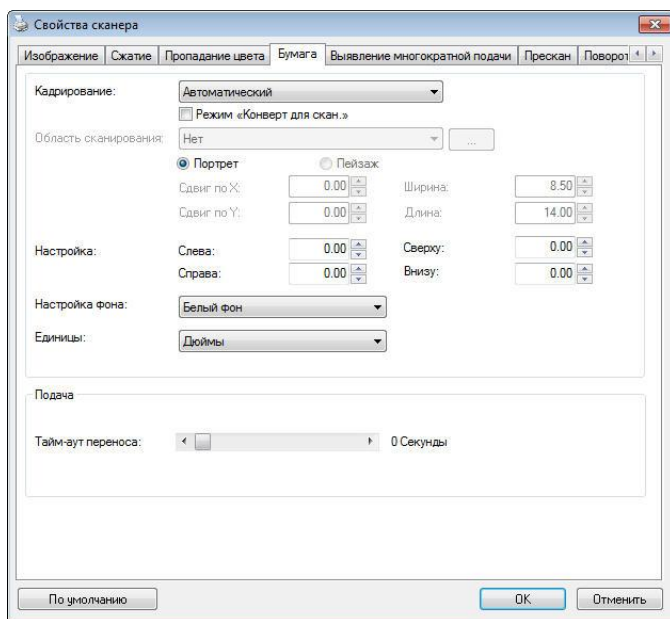 Свойства сканера
Изображение Сжатие Пропадание цвета Бумага Выявление многократной подачи Прескан Поворот
Кадрирование: Автоматический
Режим «Конверт для скан.»
Область сканирования: Нет ...
Портрет Пейзаж
Сдвиг по X: 0.00 Ширина: 8.50
Сдвиг по Y: 0.00 Длина: 14.00
Настройка: Слева: 0.00 Сверху: 0.00
Справа: 0.00 Внизу: 0.00
Настройка фона: Белый фон
Единицы: Дюймы
Подача
Тайм-аут переноса: 0 Секунды
По умолчанию OK Отменить